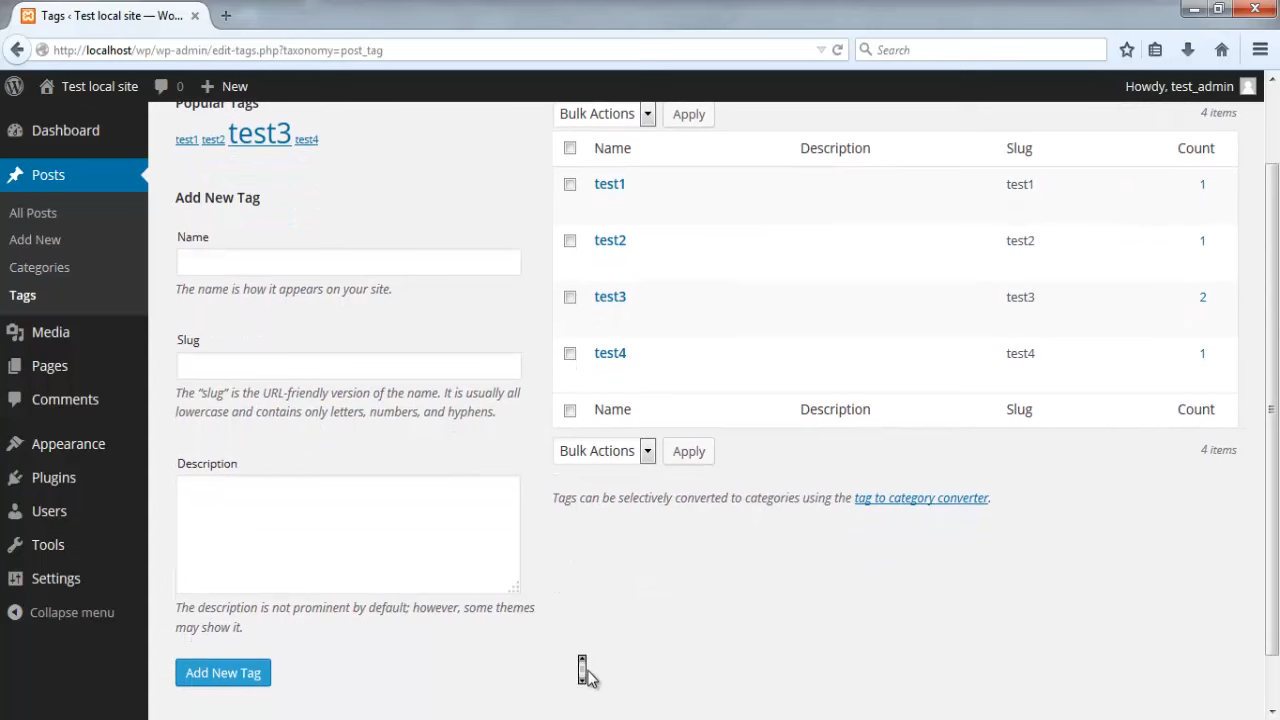 Tags ‹ Test local site — Wo...
http://localhost/wp/wp-admin/edit-tags.php?taxonomy=post_tag
Search
Test local site
0
New
Howdy, test_admin
Dashboard
Posts
All Posts
Add New
Categories
Tags
Media
Pages
Comments
Appearance
Plugins
Users
Tools
Settings
Collapse menu
Popular Tags
test1 test2 test3 test4
Add New Tag
Name
The name is how it appears on your site.
Slug
The “slug” is the URL-friendly version of the name. It is usually all
lowercase and contains only letters, numbers, and hyphens.
Description
The description is not prominent by default; however, some themes
may show it.
Add New Tag
Bulk Actions Apply 4 items
Name Description Slug Count
test1 test1 1
test2 test2 1
test3 test3 2
test4 test4 1
Name Description Slug Count
Bulk Actions Apply 4 items
Tags can be selectively converted to categories using the tag to category converter.